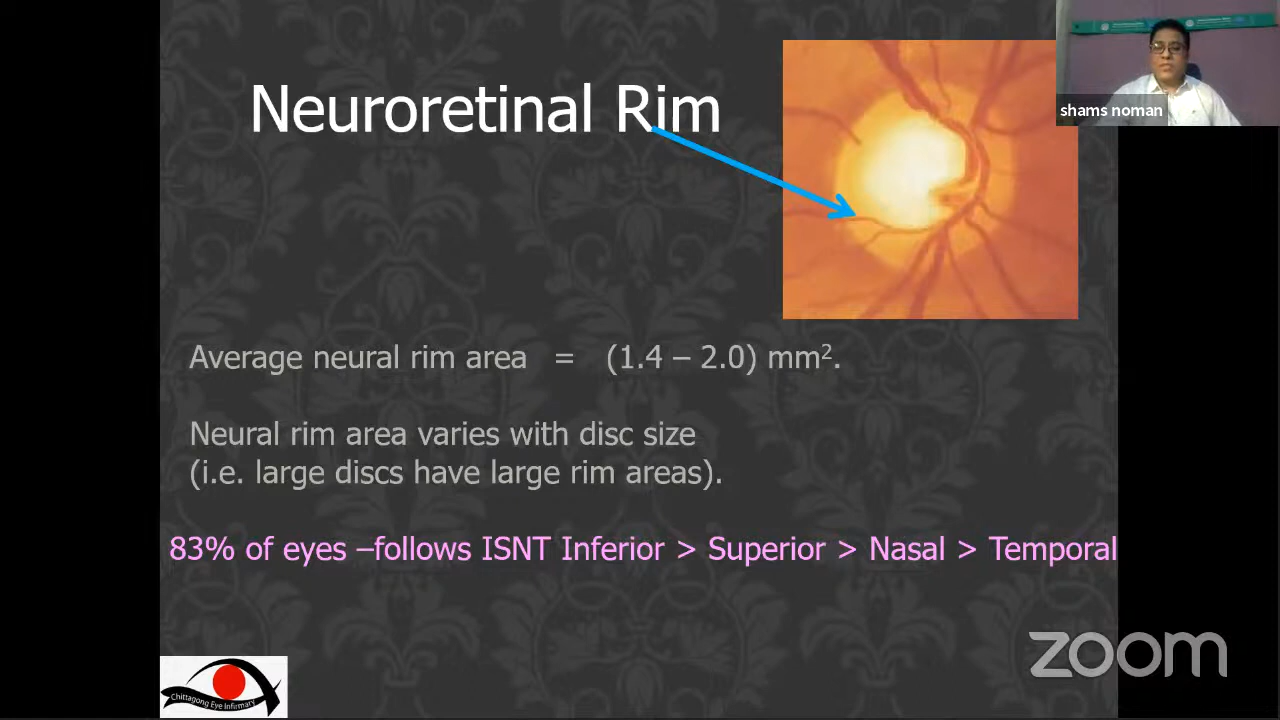 Neuroretinal Rim
shams noman
Average neural rim area = (1.4 – 2.0) mm².
Neural rim area varies with disc size
(i.e. large discs have large rim areas).
83% of eyes –follows ISNT Inferior > Superior > Nasal > Temporal
zoom
Chittagong Eye Infirmary